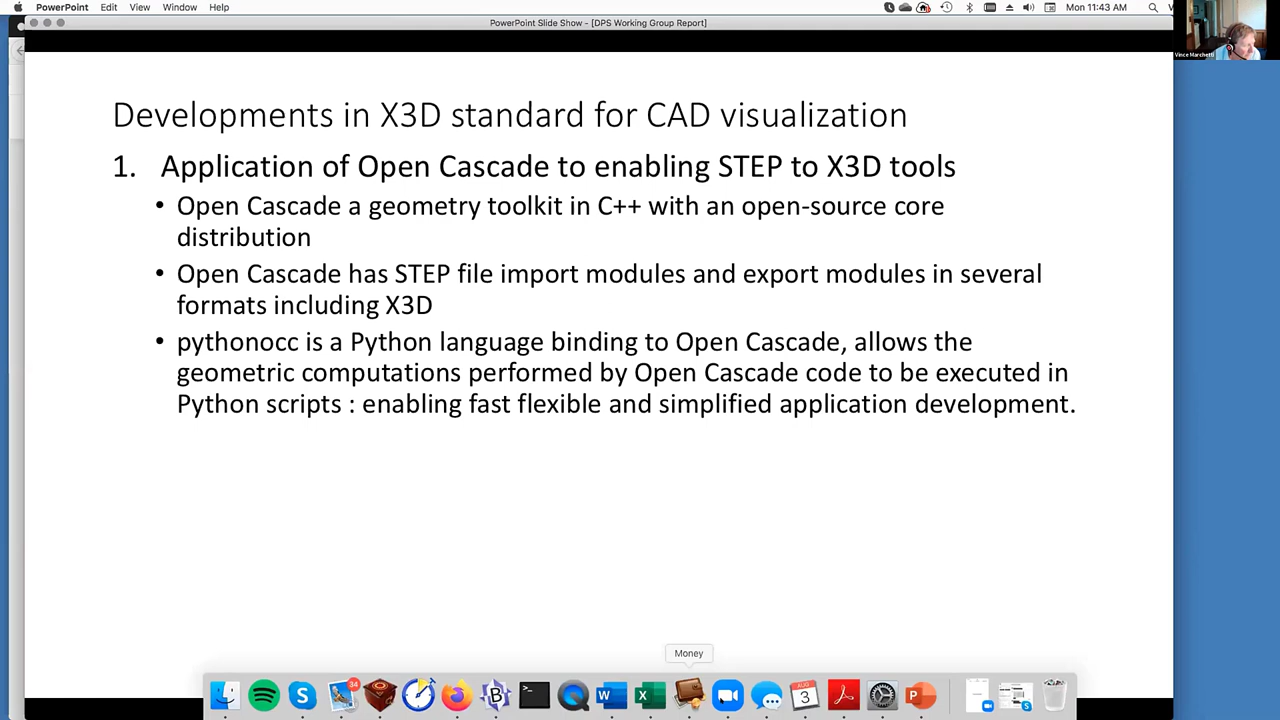 PowerPoint Edit View Window Help
Mon 11:43 AM
PowerPoint Slide Show - [DPS Working Group Report]
Vince Marchetti
Developments in X3D standard for CAD visualization
1. Application of Open Cascade to enabling STEP to X3D tools
• Open Cascade a geometry toolkit in C++ with an open-source core
distribution
• Open Cascade has STEP file import modules and export modules in several
formats including X3D
• pythonocc is a Python language binding to Open Cascade, allows the
geometric computations performed by Open Cascade code to be executed in
Python scripts : enabling fast flexible and simplified application development.
Money
34
3